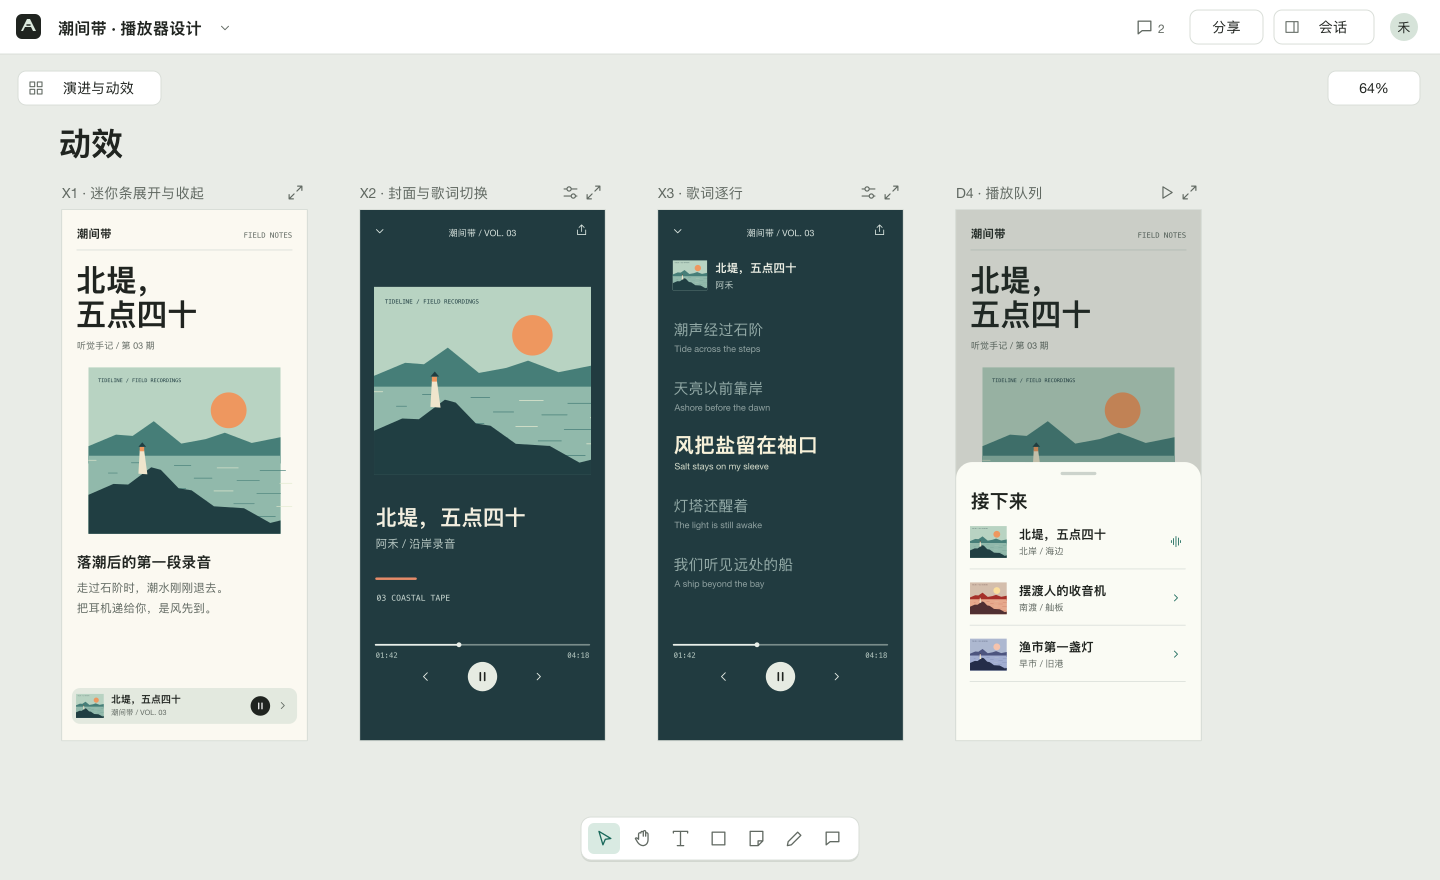 潮间带 · 播放器设计
2
分享
会话
禾
演进与动效
64%
动效
X1 · 迷你条展开与收起
潮间带
FIELD NOTES
北堤，
五点四十
听觉手记 / 第 03 期
TIDELINE / FIELD RECORDINGS
落潮后的第一段录音
走过石阶时，潮水刚刚退去。
把耳机递给你，是风先到。
北堤，五点四十
潮间带 / VOL. 03
X2 · 封面与歌词切换
潮间带 / VOL. 03
TIDELINE / FIELD RECORDINGS
北堤，五点四十
阿禾 / 沿岸录音
03 COASTAL TAPE
01:42
04:18
X3 · 歌词逐行
潮间带 / VOL. 03
北堤，五点四十
阿禾
潮声经过石阶
Tide across the steps
天亮以前靠岸
Ashore before the dawn
风把盐留在袖口
Salt stays on my sleeve
灯塔还醒着
The light is still awake
我们听见远处的船
A ship beyond the bay
01:42
04:18
D4 · 播放队列
潮间带
FIELD NOTES
北堤，
五点四十
听觉手记 / 第 03 期
TIDELINE / FIELD RECORDINGS
接下来
北堤，五点四十
北岸 / 海边
摆渡人的收音机
南渡 / 舢板
渔市第一盏灯
早市 / 旧港